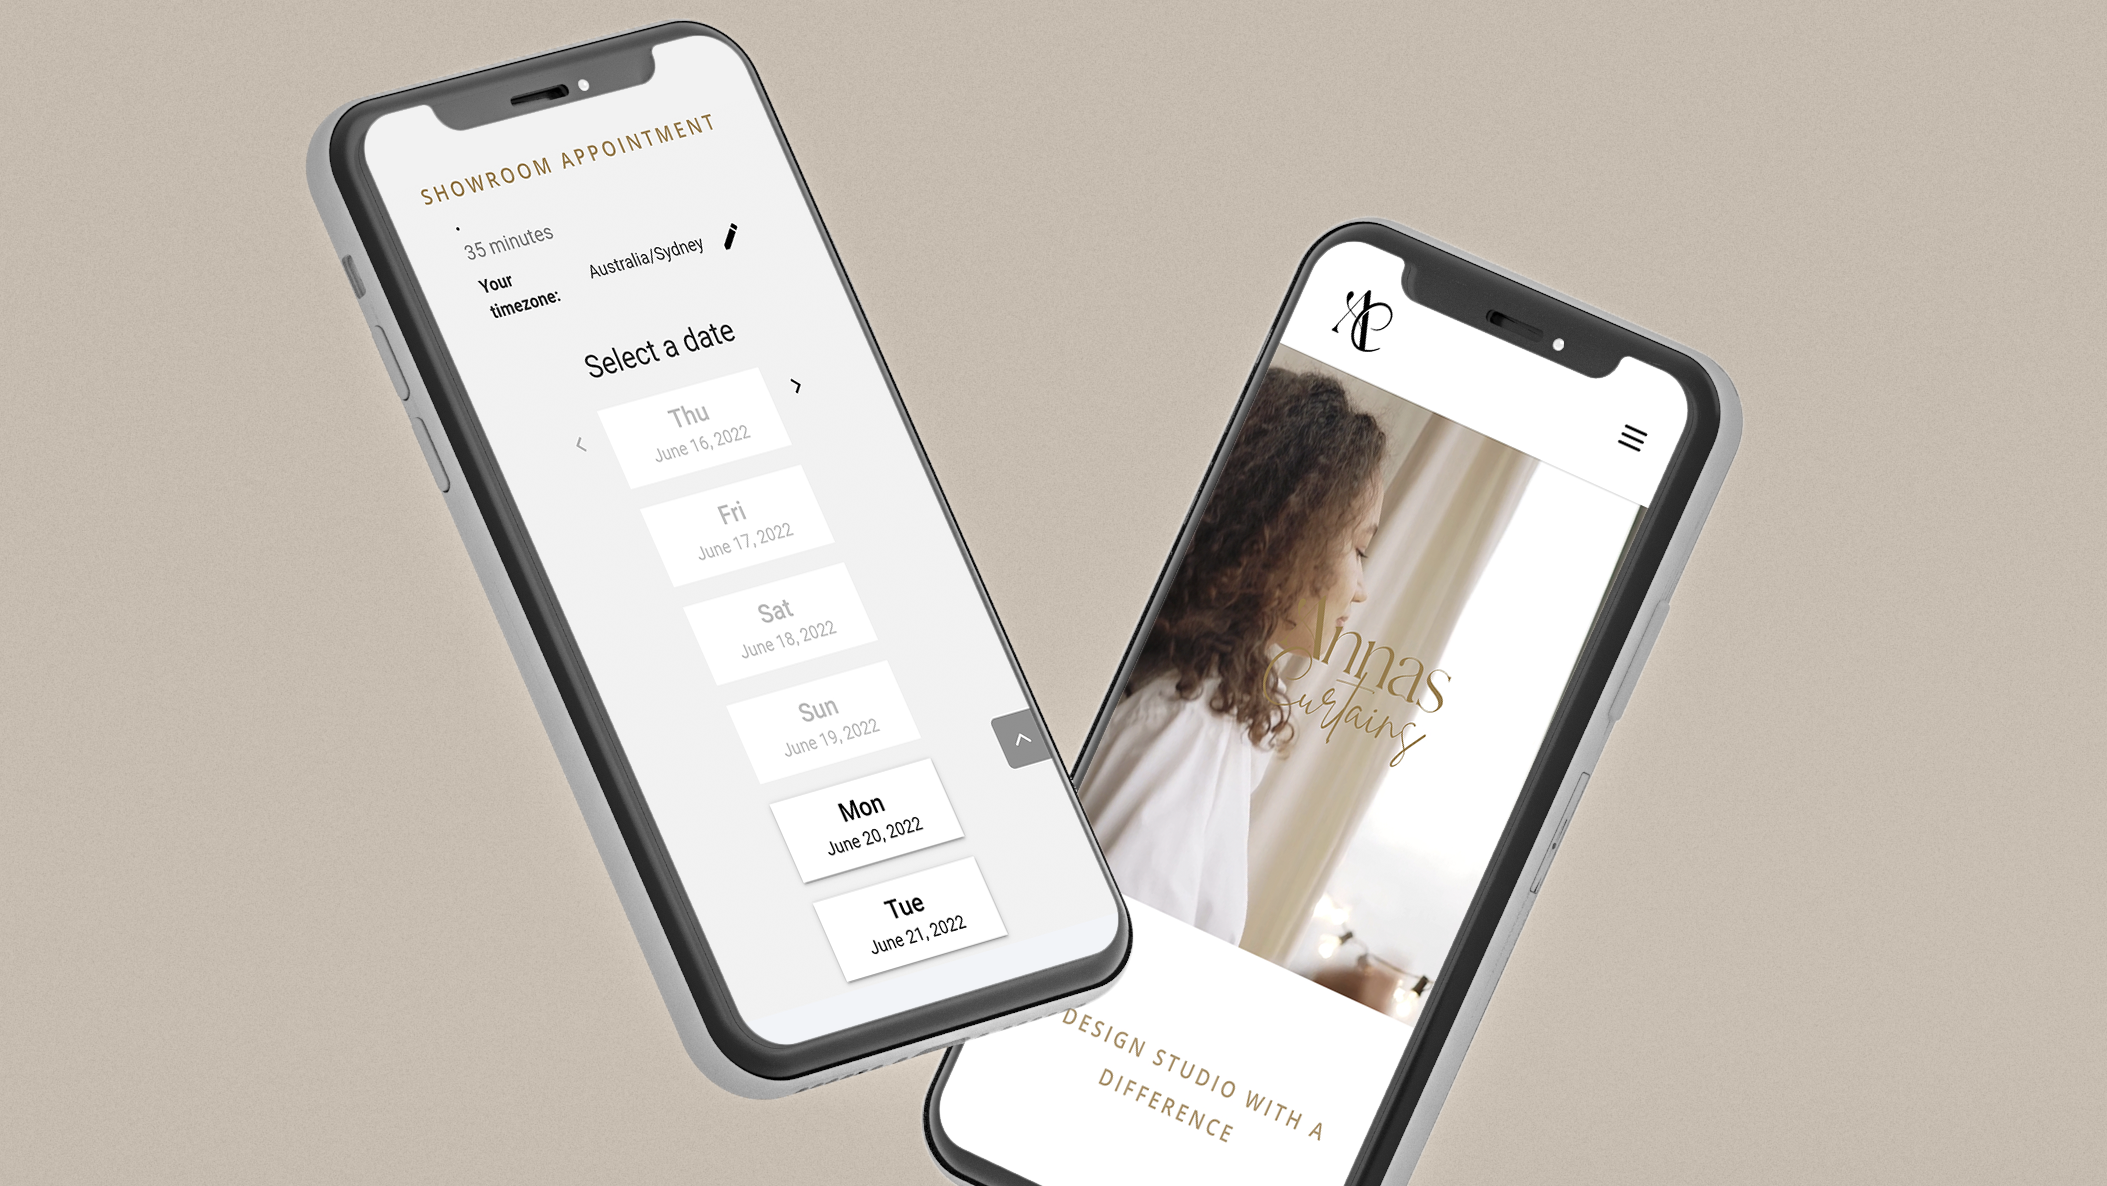 SHOWROOM APPOINTMENT
35 minutes
Your
timezone:
Australia/Sydney
Select a date
Thu
June 16, 2022
Fri
June 17, 2022
Sat
June 18, 2022
Sun
June 19, 2022
Mon
June 20, 2022
Tue
June 21, 2022
AC
Annas
Curtains
DESIGN STUDIO WITH A
DIFFERENCE